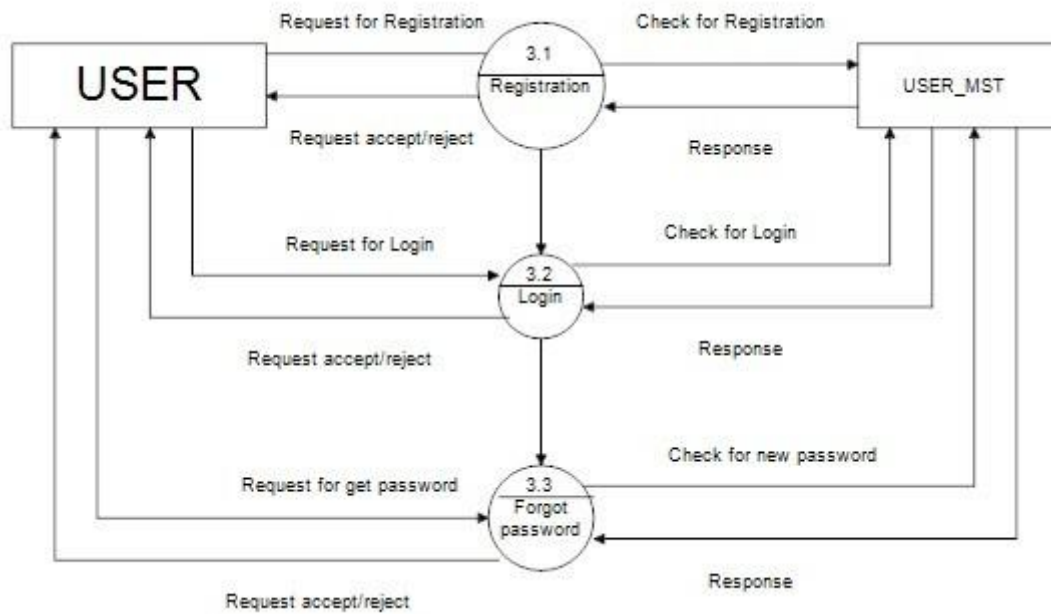 Request for Registration
Check for Registration
3.1
Registration
USER
USER_MST
Request accept/reject
Response
Request for Login
Check for Login
3.2
Login
Request accept/reject
Response
Check for new password
Request for get password
3.3
Forgot
password
Response
Request accept/reject